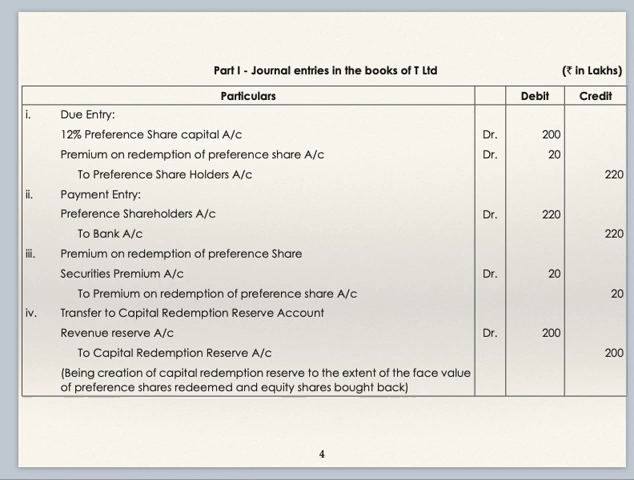 Part I - Journal entries in the books of T Ltd (₹ in Lakhs)
Particulars Debit Credit
i. Due Entry:
12% Preference Share capital A/c Dr. 200
Premium on redemption of preference share A/c Dr. 20
To Preference Share Holders A/c 220
ii. Payment Entry:
Preference Shareholders A/c Dr. 220
To Bank A/c 220
iii. Premium on redemption of preference Share
Securities Premium A/c Dr. 20
To Premium on redemption of preference share A/c 20
iv. Transfer to Capital Redemption Reserve Account
Revenue reserve A/c Dr. 200
To Capital Redemption Reserve A/c 200
(Being creation of capital redemption reserve to the extent of the face value
of preference shares redeemed and equity shares bought back)
4